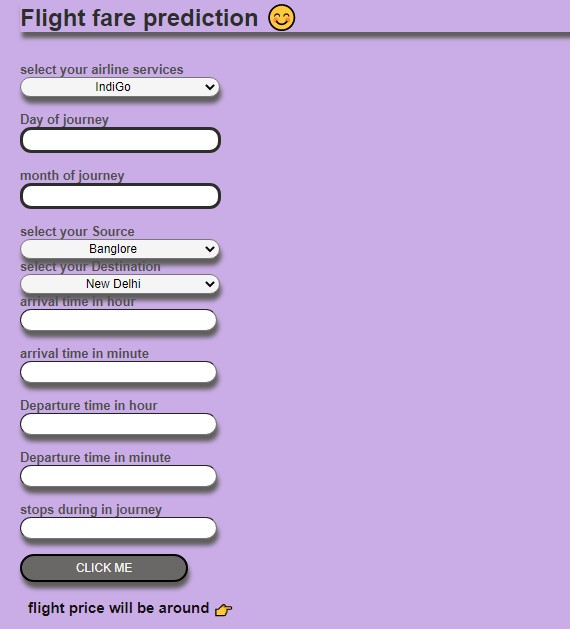 Flight fare prediction 😊
select your airline services
IndiGo
Day of journey
month of journey
select your Source
Banglore
select your Destination
New Delhi
arrival time in hour
arrival time in minute
Departure time in hour
Departure time in minute
stops during in journey
CLICK ME
flight price will be around 👉